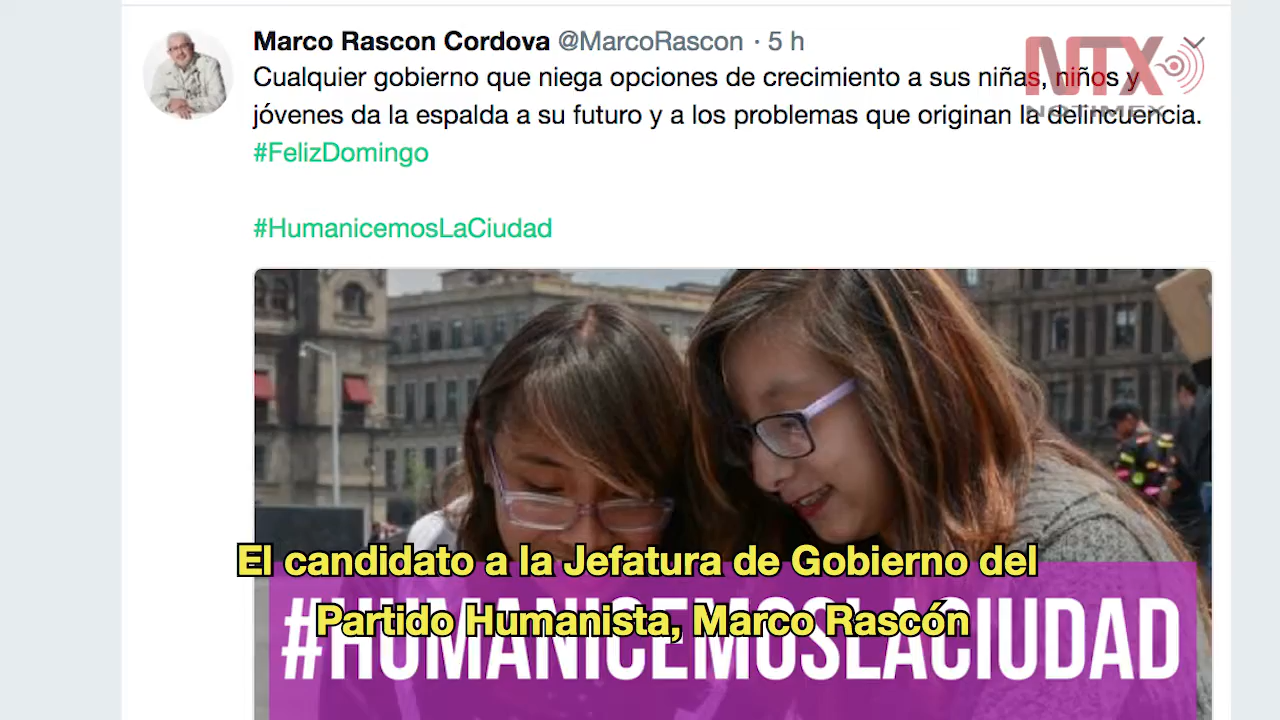 Marco Rascon Cordova @MarcoRascon · 5 h
Cualquier gobierno que niega opciones de crecimiento a sus niñas, niños y
jóvenes da la espalda a su futuro y a los problemas que originan la delincuencia.
#FelizDomingo
#HumanicemosLaCiudad
NTX
NOTIMEX
El candidato a la Jefatura de Gobierno del
Partido Humanista, Marco Rascón
#HUMANICEMOSLACIUDAD